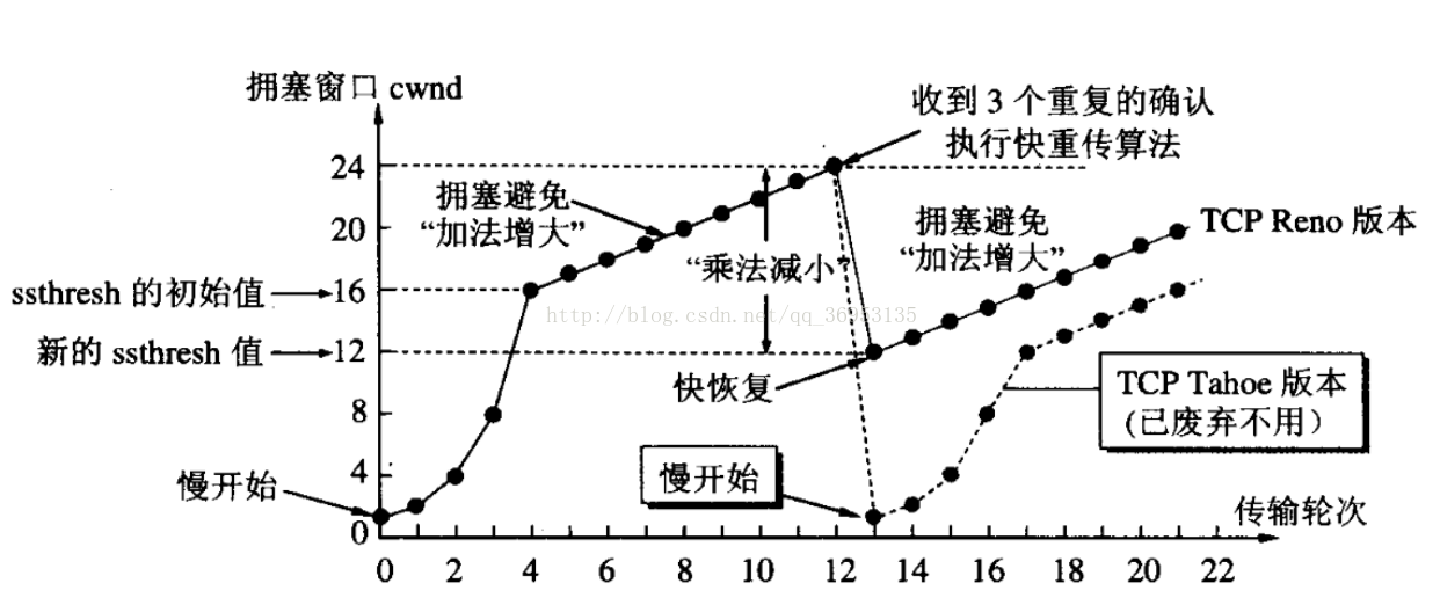 拥塞窗口 cwnd
收到 3 个重复的确认
执行快重传算法
24
拥塞避免
“加法增大”
拥塞避免
“加法增大”
TCP Reno 版本
20
“乘法减小”
ssthresh 的初始值
16
http://blog.csdn.net/qq_36953135
新的 ssthresh 值
12
快恢复
TCP Tahoe 版本
(已废弃不用)
8
慢开始
4
慢开始
传输轮次
0
0 2 4 6 8 10 12 14 16 18 20 22